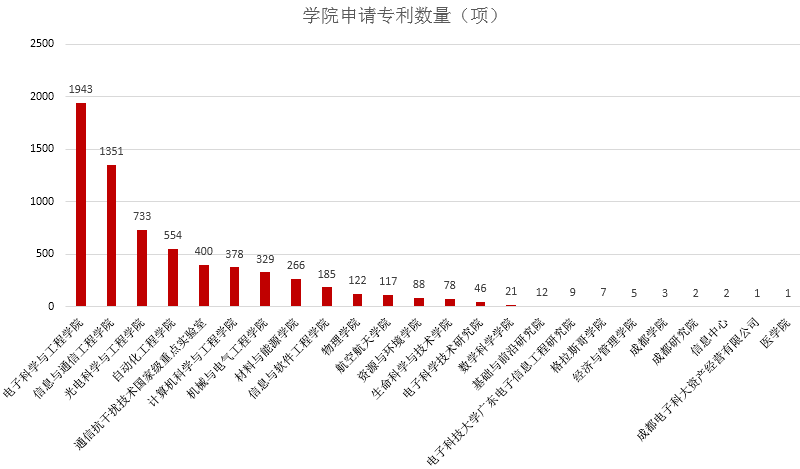 学院申请专利数量（项）
2500
2000
1500
1000
500
0
1943
1351
733
554
400
378
329
266
185
122
117
88
78
46
21
12
9
7
5
3
2
2
1
1
电子科学与工程学院
信息与通信工程学院
光电科学与工程学院
自动化工程学院
通信抗干扰技术国家级重点实验室
计算机科学与工程学院
机械与电气工程学院
材料与能源学院
信息与软件工程学院
物理学院
航空航天学院
资源与环境学院
生命科学与技术学院
电子科学技术研究院
数学科学学院
基础与前沿研究院
电子科技大学广东电子信息工程研究院
格拉斯哥学院
经济与管理学院
成都学院
成都研究院
信息中心
成都电子科大资产经营有限公司
医学院